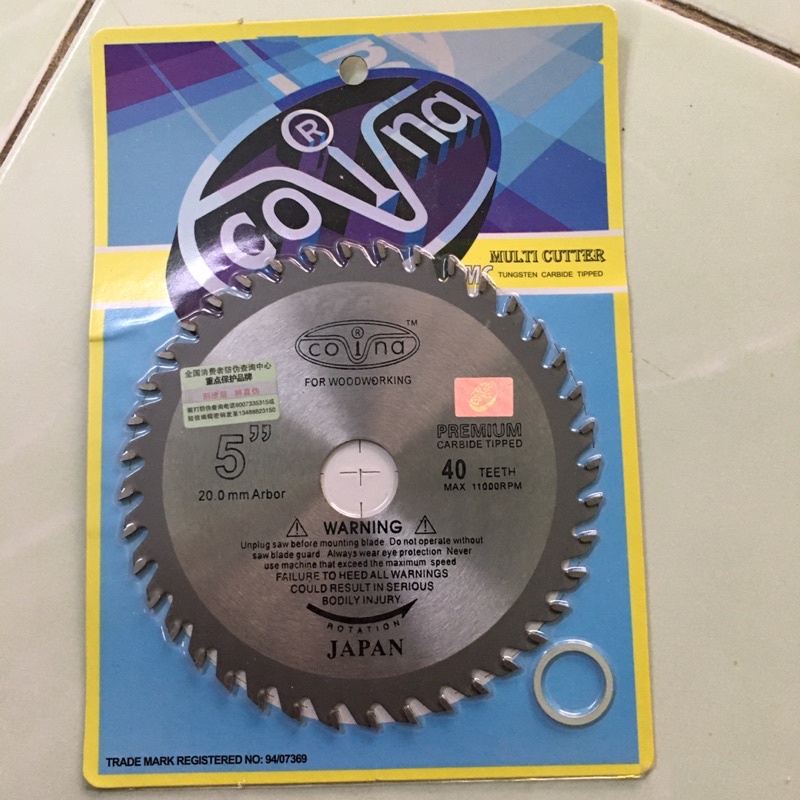 covina
®
MULTI CUTTER
MC TUNGSTEN CARBIDE TIPPED
®
covina ™
FOR WOODWORKING
全国消费者防伪查询中心
重点保护品牌
5"
20.0 mm Arbor
PREMIUM
CARBIDE TIPPED
40 TEETH
MAX 11000RPM
WARNING
Unplug saw before mounting blade. Do not operate without
saw blade guard. Always wear eye protection. Never
use machine that exceed the maximum speed
FAILURE TO HEED ALL WARNINGS
COULD RESULT IN SERIOUS
BODILY INJURY.
ROTATION
JAPAN
TRADE MARK REGISTERED NO: 94/07369